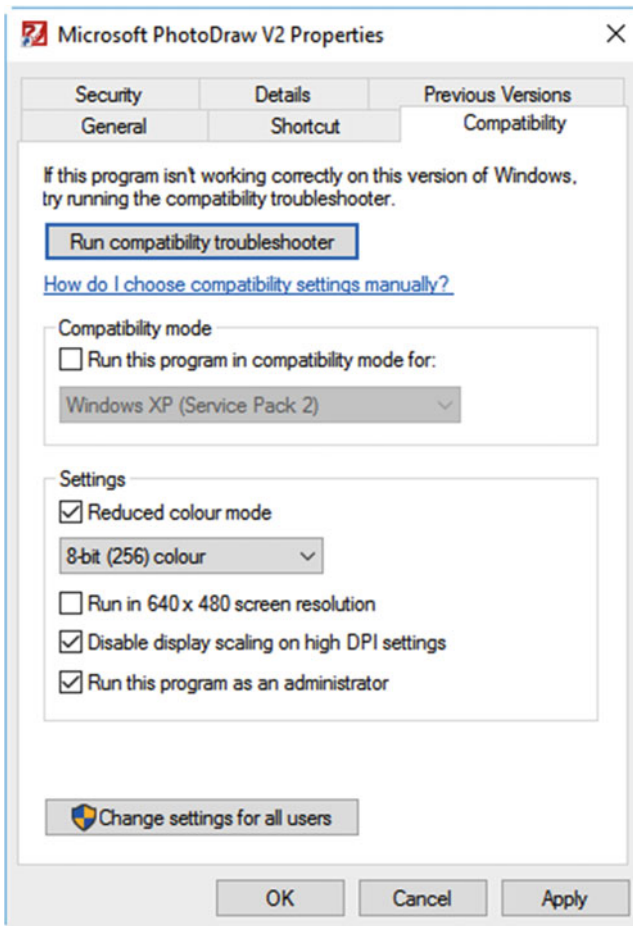 Microsoft PhotoDraw V2 Properties
Security Details Previous Versions
General Shortcut Compatibility
If this program isn't working correctly on this version of Windows,
try running the compatibility troubleshooter.
Run compatibility troubleshooter
How do I choose compatibility settings manually?
Compatibility mode
Run this program in compatibility mode for:
Windows XP (Service Pack 2)
Settings
Reduced colour mode
8-bit (256) colour
Run in 640 x 480 screen resolution
Disable display scaling on high DPI settings
Run this program as an administrator
Change settings for all users
OK Cancel Apply